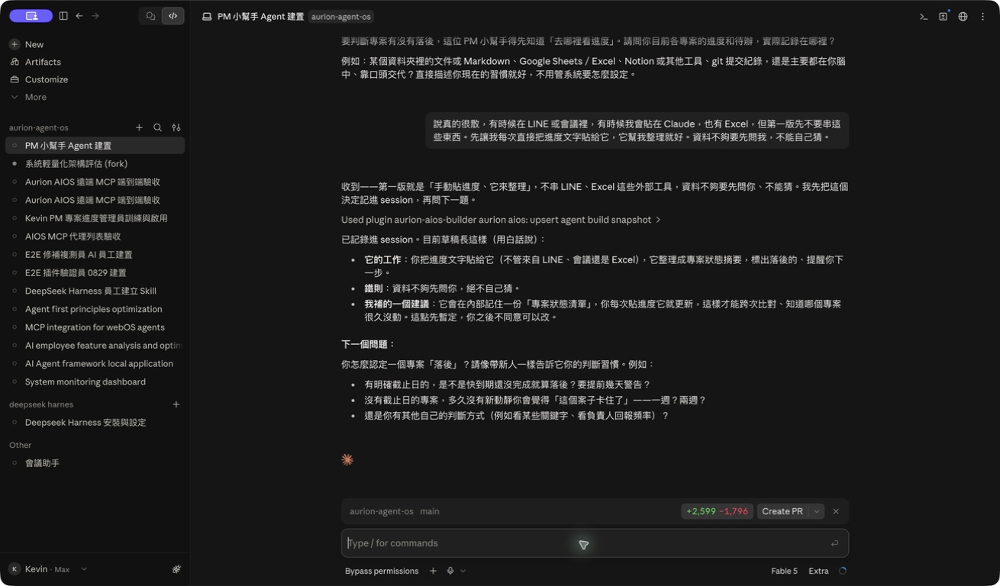 PM 小幫手 Agent 建置 aurion-agent-os
New
Artifacts
Customize
More
aurion-agent-os
PM 小幫手 Agent 建置
系統輕量化架構評估 (fork)
Aurion AIOS 遠端 MCP 端到端驗收
Aurion AIOS 遠端 MCP 端到端驗收
Kevin PM 專案進度管理員訓練與啟用
AIOS MCP 代理列表驗收
E2E 修補複測員 AI 員工建置
E2E 插件驗證員 0829 建置
DeepSeek Harness 員工建立 Skill
Agent first principles optimization
MCP integration for webOS agents
AI employee feature analysis and optim
AI Agent framework local application
System monitoring dashboard
deepseek harnes
Deepseek Harness 安裝與設定
Other
會議助手
K Kevin · Max
要判斷專案有沒有落後，這位 PM 小幫手得先知道「去哪裡看進度」。請問你目前各專案的進度和待辦，實際記錄在哪裡？
例如：某個資料夾裡的文件或 Markdown、Google Sheets / Excel、Notion 或其他工具、git 提交紀錄，還是主要都在你腦
中、靠口頭交代？直接描述你現在的習慣就好，不用管系統要怎麼設定。
說真的很散，有時候在 LINE 或會議裡，有時候我會貼在 Claude，也有 Excel，但第一版先不要串這
些東西。先讓我每次直接把進度文字貼給它，它幫我整理就好。資料不夠要先問我，不能自己猜。
收到——第一版就是「手動貼進度、它來整理」，不串 LINE、Excel 這些外部工具，資料不夠要先問你、不能猜。我先把這個
決定記進 session，再問下一題。
Used plugin aurion-aios-builder aurion aios: upsert agent build snapshot
已記錄進 session。目前草稿長這樣（用白話說）：
• 它的工作：你把進度文字貼給它（不管來自 LINE、會議還是 Excel），它整理成專案狀態摘要，標出落後的、提醒你下
一步。
• 鐵則：資料不夠先問你，絕不自己猜。
• 我補的一個建議：它會在內部記住一份「專案狀態清單」，你每次貼進度它就更新，這樣才能跨次比對、知道哪個專案
很久沒動。這點先暫定，你之後不同意可以改。
下一個問題：
你怎麼認定一個專案「落後」？請像帶新人一樣告訴它你的判斷習慣。例如：
• 有明確截止日的，是不是快到期還沒完成就算落後？要提前幾天警告？
• 沒有截止日的專案，多久沒有新動靜你會覺得「這個案子卡住了」——一週？兩週？
• 還是你有其他自己的判斷方式（例如看某些關鍵字、看負責人回報頻率）？
aurion-agent-os main +2,599 −1,796 Create PR
Type / for commands
Bypass permissions Fable 5 Extra